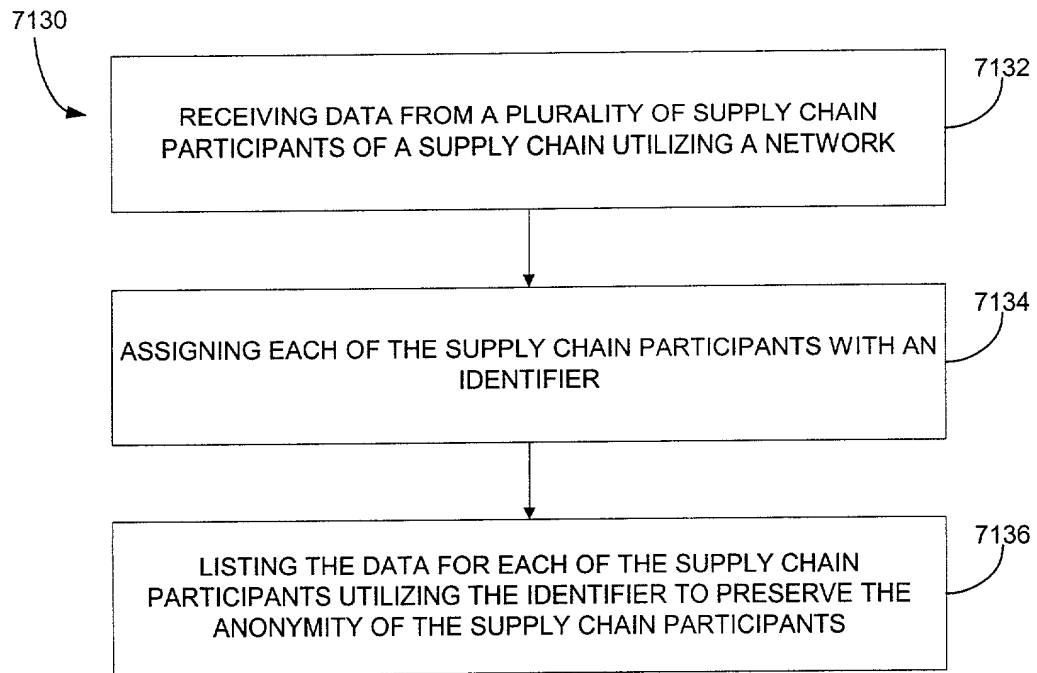 7130
7132
RECEIVING DATA FROM A PLURALITY OF SUPPLY CHAIN
PARTICIPANTS OF A SUPPLY CHAIN UTILIZING A NETWORK
7134
ASSIGNING EACH OF THE SUPPLY CHAIN PARTICIPANTS WITH AN
IDENTIFIER
7136
LISTING THE DATA FOR EACH OF THE SUPPLY CHAIN
PARTICIPANTS UTILIZING THE IDENTIFIER TO PRESERVE THE
ANONYMITY OF THE SUPPLY CHAIN PARTICIPANTS